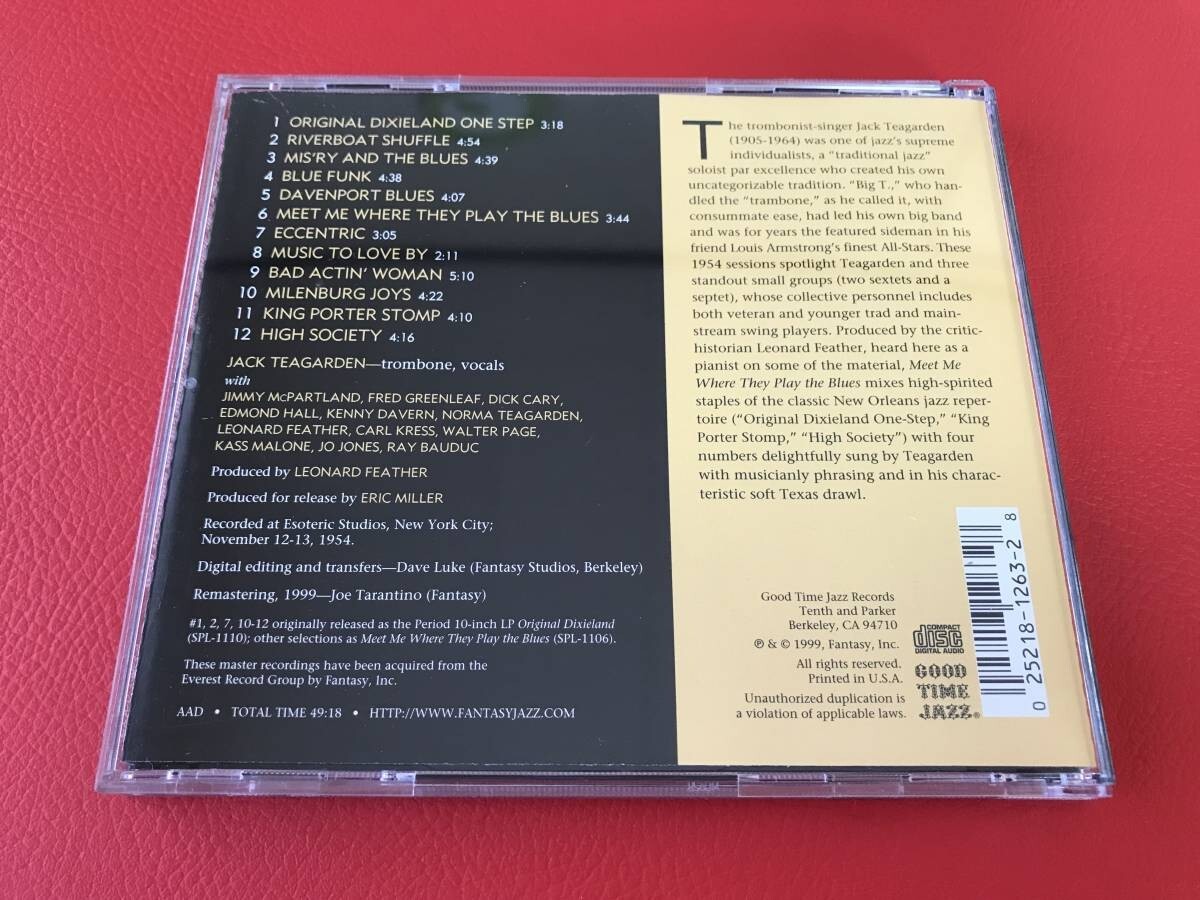 1 ORIGINAL DIXIELAND ONE STEP 3:18
2 RIVERBOAT SHUFFLE 4:54
3 MIS'RY AND THE BLUES 4:39
4 BLUE FUNK 4:38
5 DAVENPORT BLUES 4:07
6 MEET ME WHERE THEY PLAY THE BLUES 3:44
7 ECCENTRIC 3:05
8 MUSIC TO LOVE BY 2:11
9 BAD ACTIN' WOMAN 5:10
10 MILENBURG JOYS 4:22
11 KING PORTER STOMP 4:10
12 HIGH SOCIETY 4:16
JACK TEAGARDEN—trombone, vocals
with
JIMMY McPARTLAND, FRED GREENLEAF, DICK CARY,
EDMOND HALL, KENNY DAVERN, NORMA TEAGARDEN,
LEONARD FEATHER, CARL KRESS, WALTER PAGE,
KASS MALONE, JO JONES, RAY BAUDUC
Produced by LEONARD FEATHER
Produced for release by ERIC MILLER
Recorded at Esoteric Studios, New York City;
November 12-13, 1954.
Digital editing and transfers—Dave Luke (Fantasy Studios, Berkeley)
Remastering, 1999—Joe Tarantino (Fantasy)
#1, 2, 7, 10-12 originally released as the Period 10-inch LP Original Dixieland
(SPL-1110); other selections as Meet Me Where They Play the Blues (SPL-1106).
These master recordings have been acquired from the
Everest Record Group by Fantasy, Inc.
AAD • TOTAL TIME 49:18 • HTTP://WWW.FANTASYJAZZ.COM
The trombonist-singer Jack Teagarden
(1905-1964) was one of jazz's supreme
individualists, a "traditional jazz"
soloist par excellence who created his own
uncategorizable tradition. "Big T.," who han-
dled the "trambone," as he called it, with
consummate ease, had led his own big band
and was for years the featured sideman in his
friend Louis Armstrong's finest All-Stars. These
1954 sessions spotlight Teagarden and three
standout small groups (two sextets and a
septet), whose collective personnel includes
both veteran and younger trad and main-
stream swing players. Produced by the critic-
historian Leonard Feather, heard here as a
pianist on some of the material, Meet Me
Where They Play the Blues mixes high-spirited
staples of the classic New Orleans jazz reper-
toire ("Original Dixieland One-Step," "King
Porter Stomp," "High Society") with four
numbers delightfully sung by Teagarden
with musicianly phrasing and in his charac-
teristic soft Texas drawl.
Good Time Jazz Records
Tenth and Parker
Berkeley, CA 94710
℗ & © 1999, Fantasy, Inc.
All rights reserved.
Printed in U.S.A.
Unauthorized duplication is
a violation of applicable laws.
COMPACT
disc
DIGITAL AUDIO
GOOD
TIME
JAZZ®
0 25218-1263-2 8